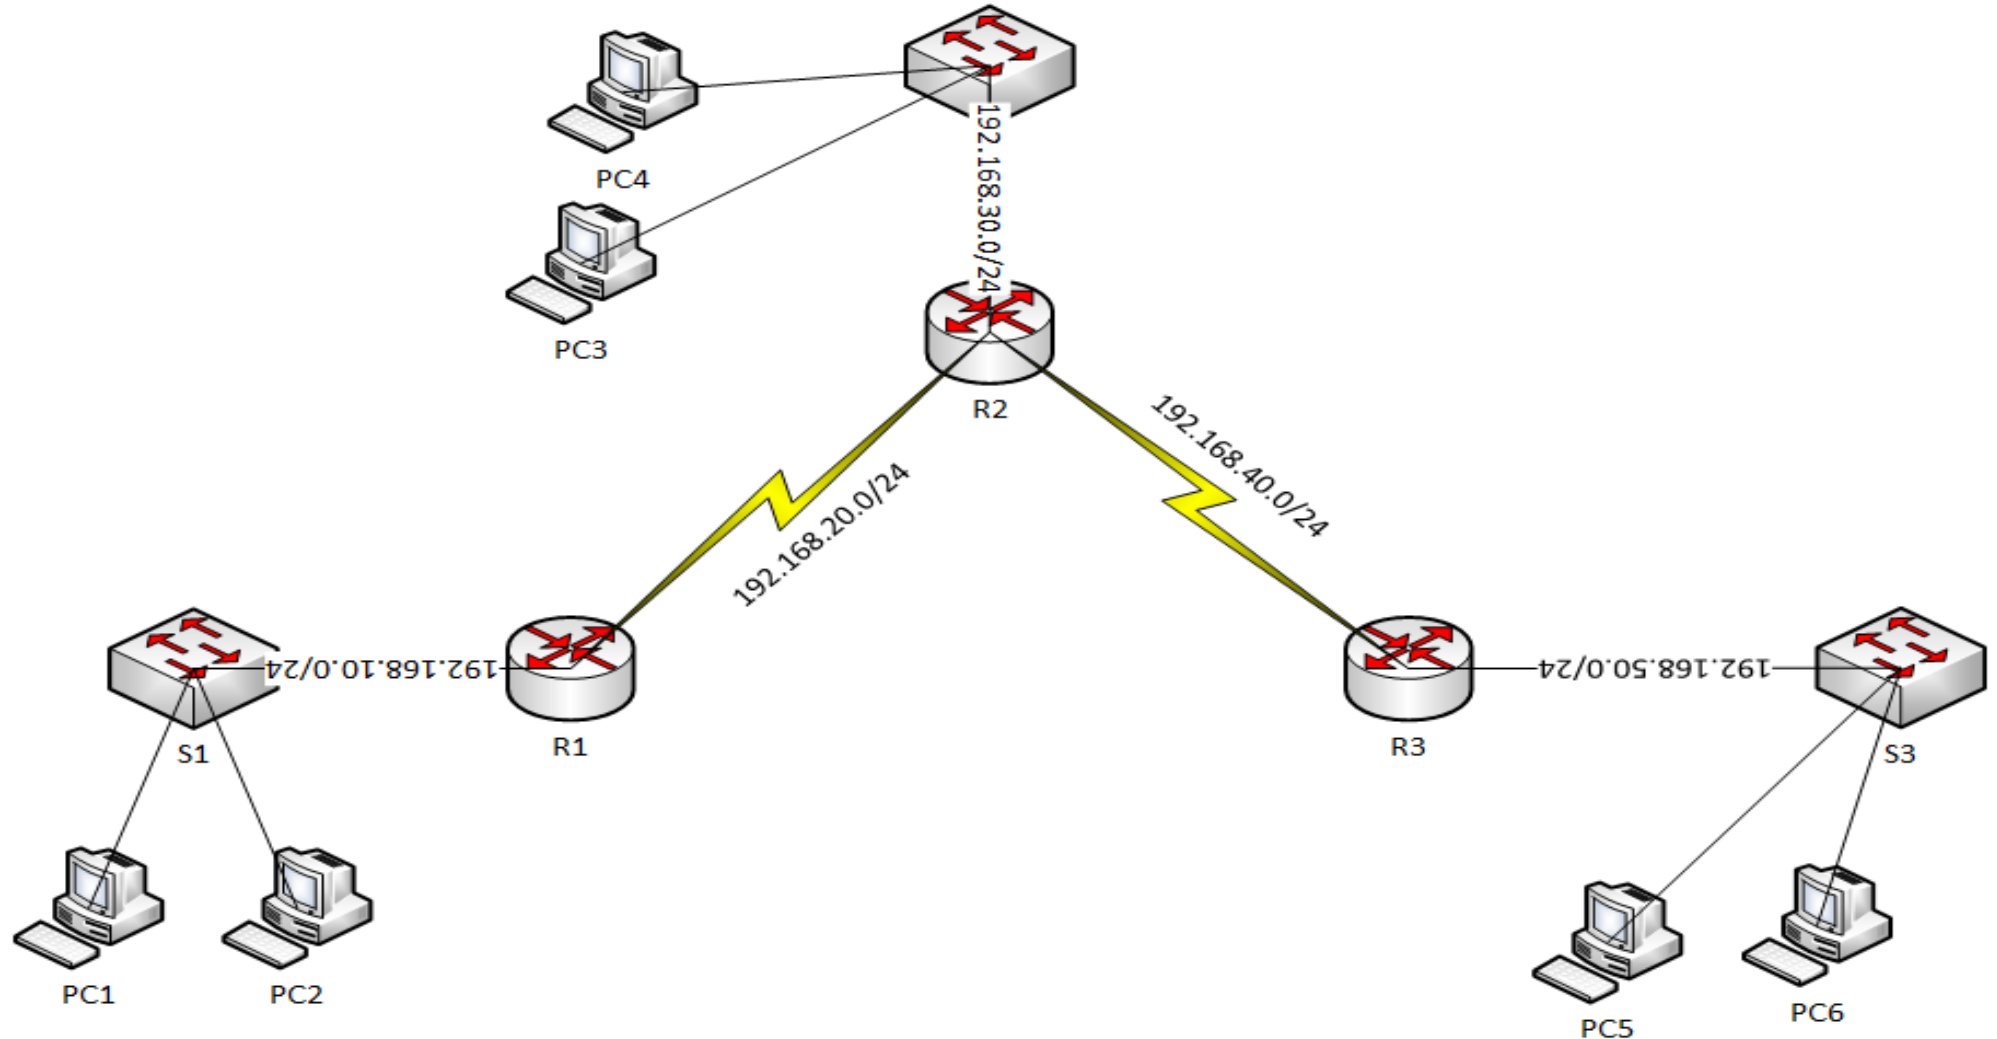 PC4
192.168.30.0/24
PC3
R2
192.168.40.0/24
192.168.20.0/24
192.168.10.0/24
192.168.50.0/24
S1
R1
R3
S3
PC1
PC2
PC5
PC6